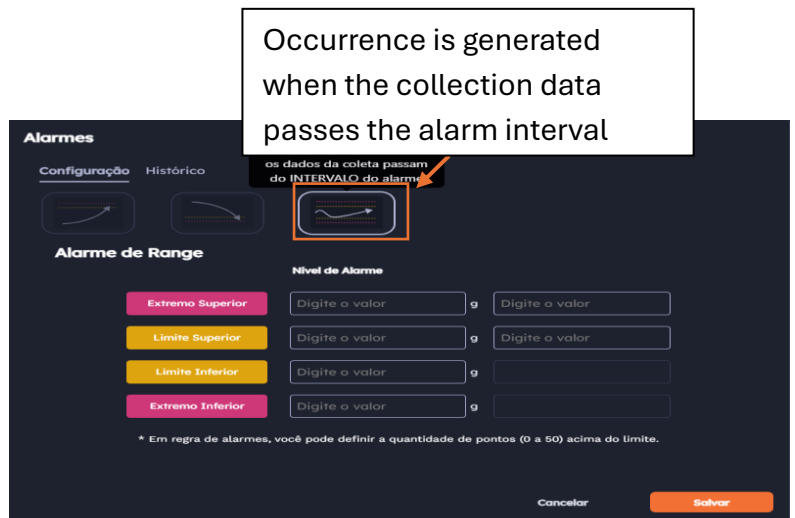 Occurrence is generated
when the collection data
passes the alarm interval
Alarmes
Configuração Histórico
os dados da coleta passam
do INTERVALO do alarme
Alarme de Range
Nivel de Alarme
Extremo Superior Digite o valor g Digite o valor
Limite Superior Digite o valor g Digite o valor
Limite Inferior Digite o valor g
Extremo Inferior Digite o valor g
* Em regra de alarmes, você pode definir a quantidade de pontos (0 a 50) acima do limite.
Cancelar Salvar